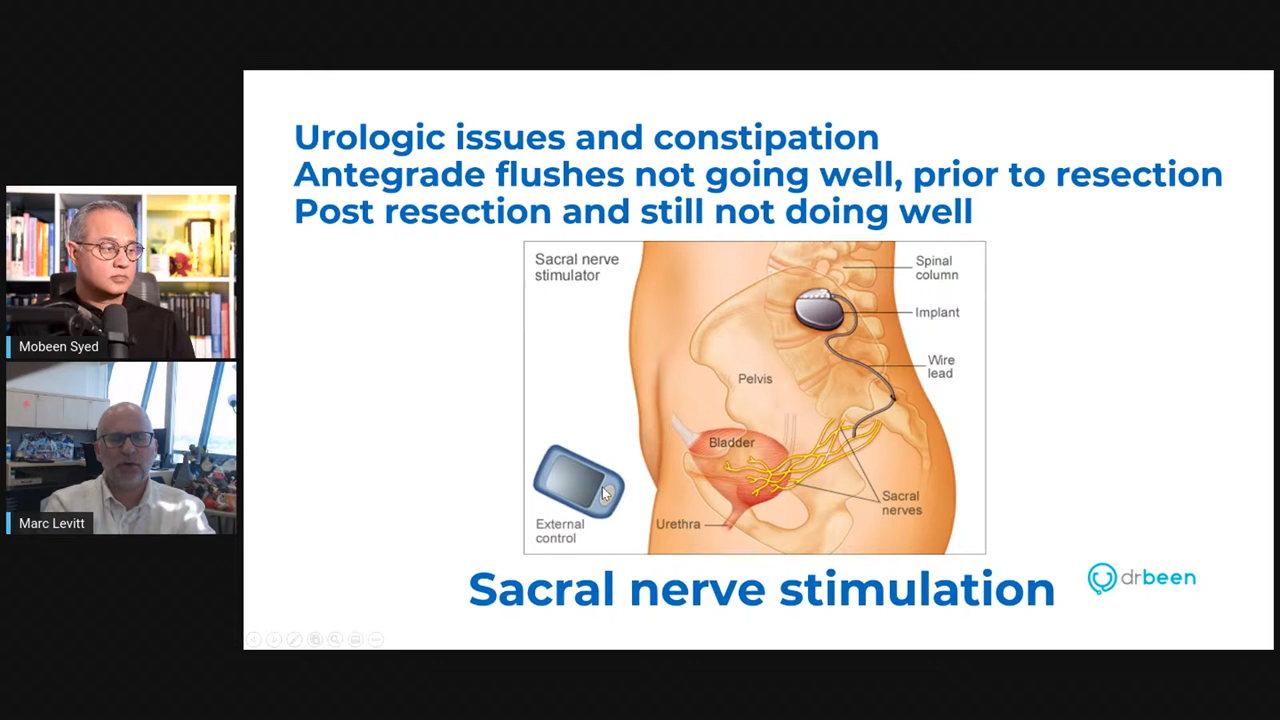 Urologic issues and constipation
Antegrade flushes not going well, prior to resection
Post resection and still not doing well
Sacral nerve
stimulator
Spinal
column
Implant
Wire
lead
Pelvis
Bladder
Sacral
nerves
Urethra
External
control
Sacral nerve stimulation
drbeen
Mobeen Syed
Marc Levitt